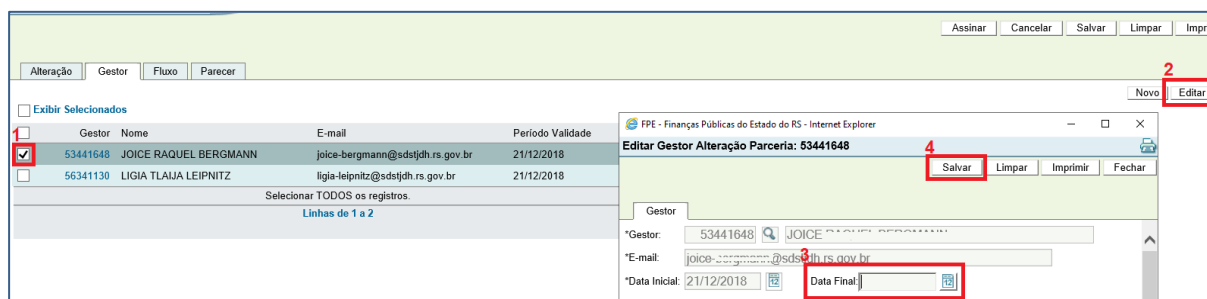 Assinar Cancelar Salvar Limpar Impr
Alteração Gestor Fluxo Parecer
2
Novo Editar
Exibir Selecionados
1
Gestor Nome E-mail Período Validade
53441648 JOICE RAQUEL BERGMANN joice-bergmann@sdstjdh.rs.gov.br 21/12/2018
56341130 LIGIA TLAIJA LEIPNITZ ligia-leipnitz@sdstjdh.rs.gov.br 21/12/2018
Selecionar TODOS os registros.
Linhas de 1 a 2
FPE - Finanças Públicas do Estado do RS - Internet Explorer
Editar Gestor Alteração Parceria: 53441648
4
Salvar Limpar Imprimir Fechar
Gestor
*Gestor: 53441648 JOICE
*E-mail:
3
*Data Inicial: 21/12/2018 12 Data Final: 12